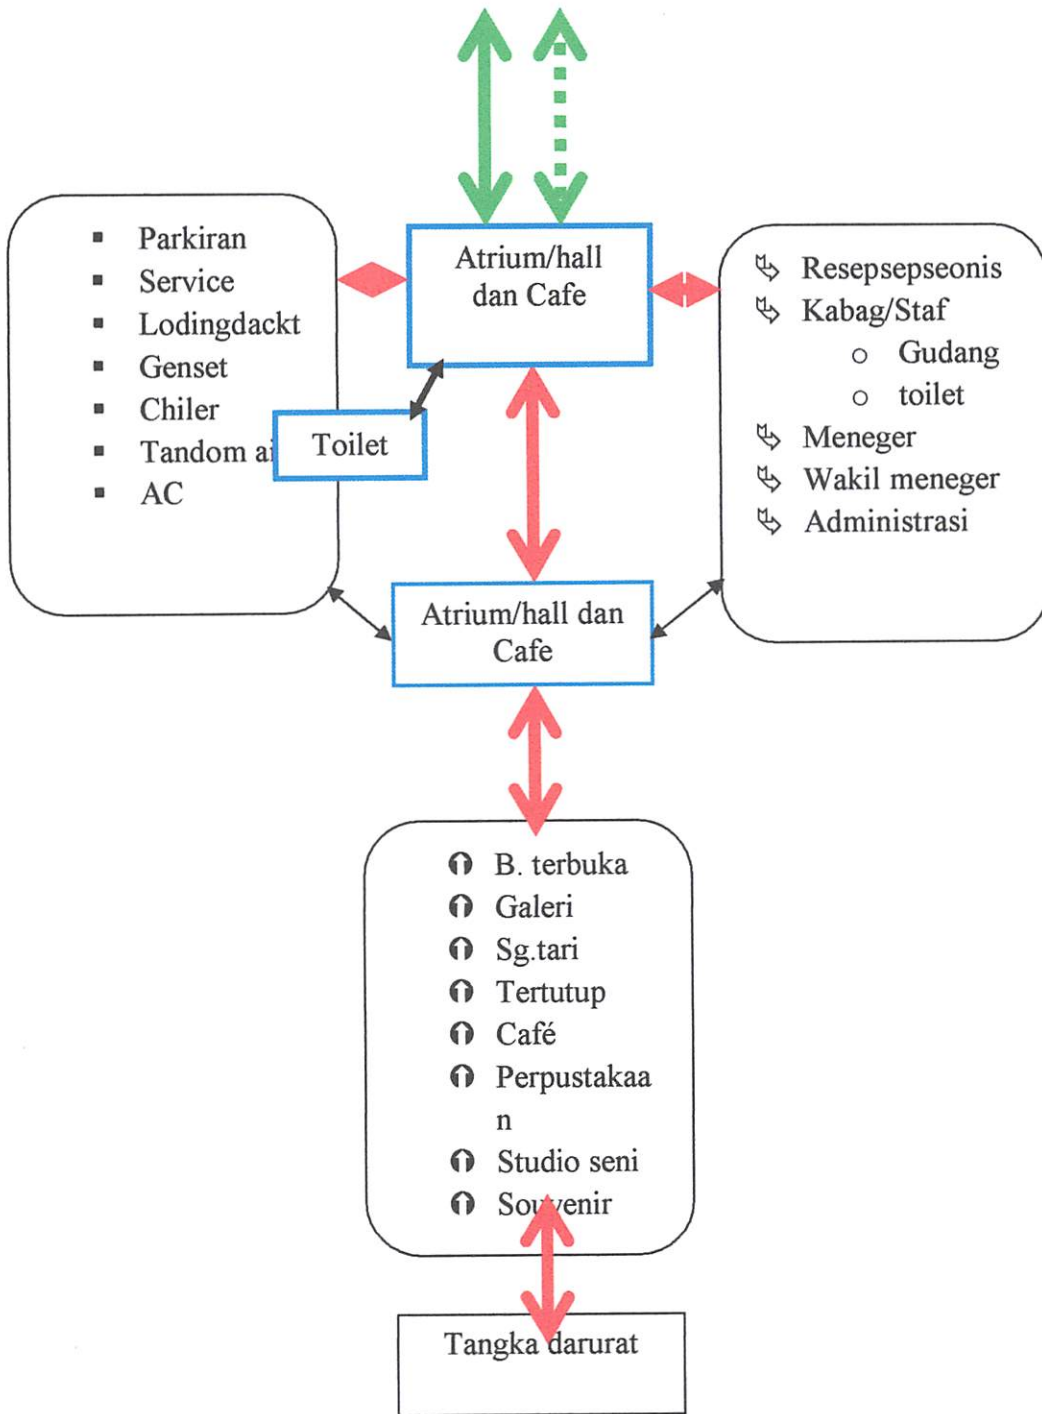 Atrium/hall
dan Cafe
Parkiran
Service
Lodingdackt
Genset
Chiler
Tandom ai
AC
Toilet
Resepsepseonis
Kabag/Staf
Gudang
toilet
Meneger
Wakil meneger
Administrasi
Atrium/hall dan
Cafe
B. terbuka
Galeri
Sg.tari
Tertutup
Café
Perpustakaa
n
Studio seni
Souvenir
Tangka darurat